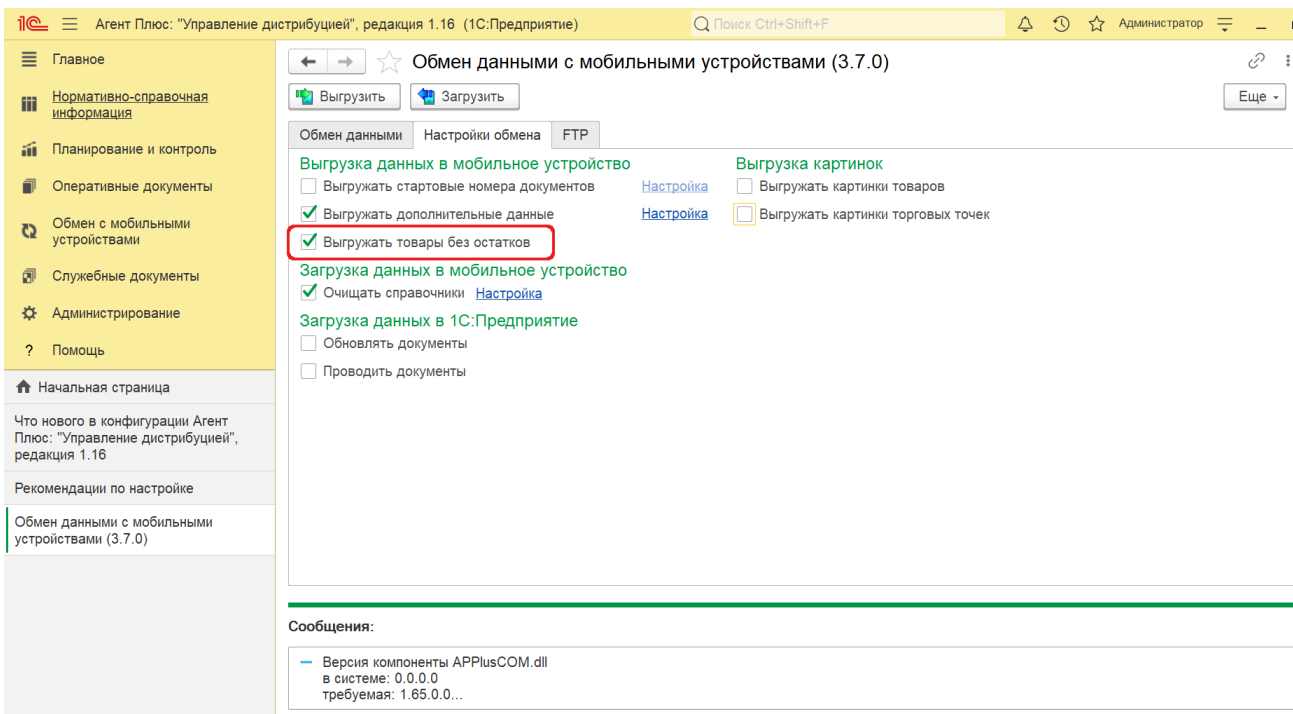 1С Агент Плюс: "Управление дистрибуцией", редакция 1.16 (1С:Предприятие) Поиск Ctrl+Shift+F Администратор
Главное
Нормативно-справочная
информация
Планирование и контроль
Оперативные документы
Обмен с мобильными
устройствами
Служебные документы
Администрирование
? Помощь
Начальная страница
Что нового в конфигурации Агент
Плюс: "Управление дистрибуцией",
редакция 1.16
Рекомендации по настройке
Обмен данными с мобильными
устройствами (3.7.0)
Обмен данными с мобильными устройствами (3.7.0)
Выгрузить Загрузить Еще
Обмен данными Настройки обмена FTP
Выгрузка данных в мобильное устройство Выгрузка картинок
Выгружать стартовые номера документов Настройка Выгружать картинки товаров
Выгружать дополнительные данные Настройка Выгружать картинки торговых точек
Выгружать товары без остатков
Загрузка данных в мобильное устройство
Очищать справочники Настройка
Загрузка данных в 1С:Предприятие
Обновлять документы
Проводить документы
Сообщения:
Версия компоненты APPlusCOM.dll
в системе: 0.0.0.0
требуемая: 1.65.0.0...